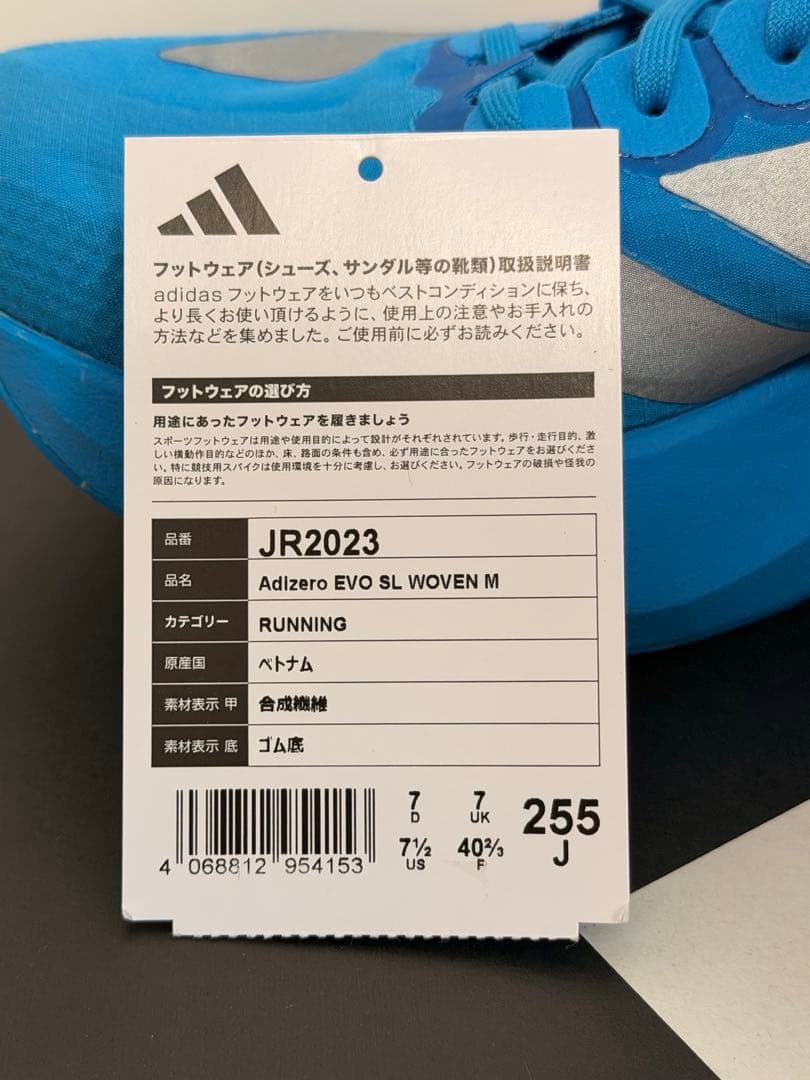 フットウェア(シューズ、サンダル等の靴類)取扱説明書
adidas フットウェアをいつもベストコンディションに保ち、
より長くお使い頂けるように、使用上の注意やお手入れの
方法などを集めました。ご使用前に必ずお読みください。
フットウェアの選び方
用途にあったフットウェアを履きましょう
スポーツフットウェアは用途や使用目的によって設計がそれぞれされています。歩行・走行目的、激
しい横動作目的などのほか、床、路面の条件も含め、必ず用途に合ったフットウェアをお選びくださ
い。特に競技用スパイクは使用環境を十分に考慮し、お選びください。フットウェアの破損や怪我の
原因になります。
品番 JR2023
品名 Adizero EVO SL WOVEN M
カテゴリー RUNNING
原産国 ベトナム
素材表示 甲 合成繊維
素材表示 底 ゴム底
7 D 7 UK 255 J
7½ US 40⅔ F
4 068812 954153